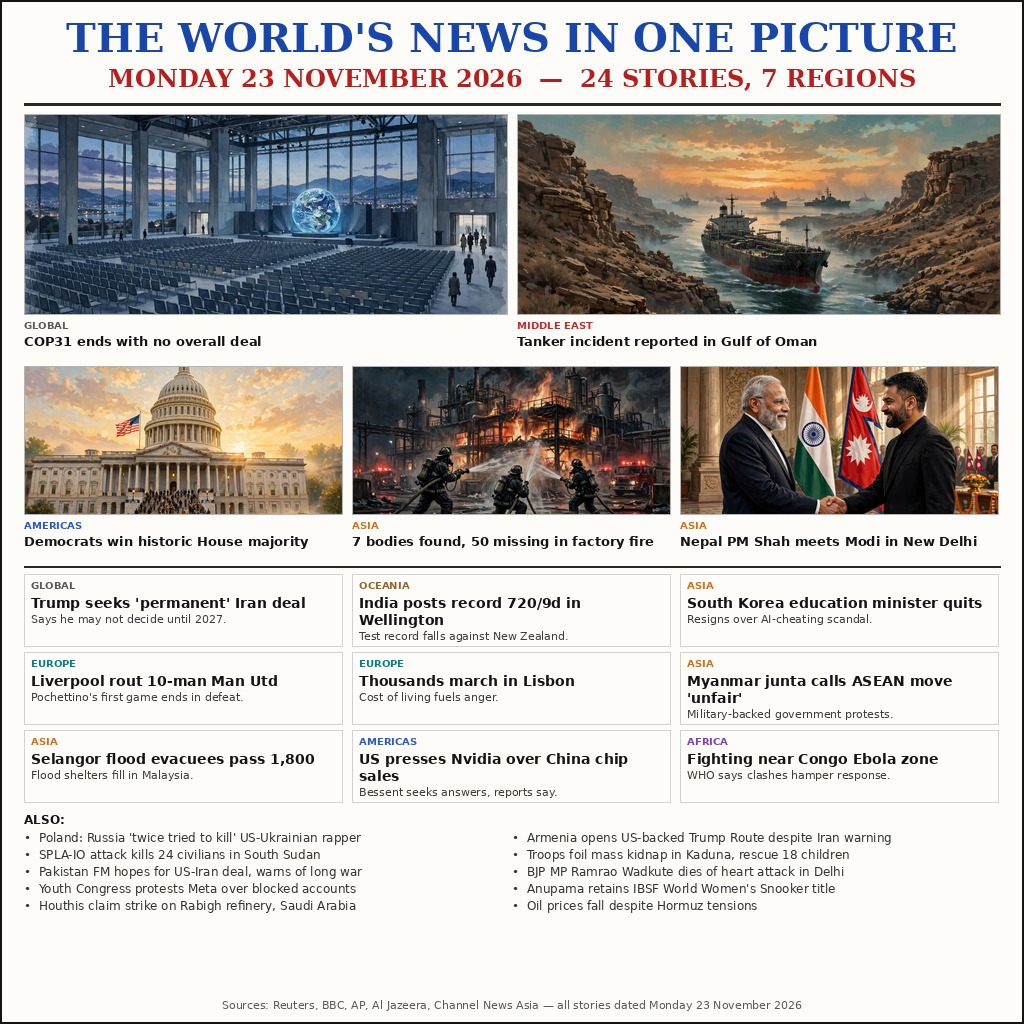 THE WORLD'S NEWS IN ONE PICTURE
MONDAY 23 NOVEMBER 2026 — 24 STORIES, 7 REGIONS
GLOBAL
COP31 ends with no overall deal
MIDDLE EAST
Tanker incident reported in Gulf of Oman
AMERICAS
Democrats win historic House majority
ASIA
7 bodies found, 50 missing in factory fire
ASIA
Nepal PM Shah meets Modi in New Delhi
GLOBAL
Trump seeks 'permanent' Iran deal
Says he may not decide until 2027.
OCEANIA
India posts record 720/9d in
Wellington
Test record falls against New Zealand.
ASIA
South Korea education minister quits
Resigns over AI-cheating scandal.
EUROPE
Liverpool rout 10-man Man Utd
Pochettino's first game ends in defeat.
EUROPE
Thousands march in Lisbon
Cost of living fuels anger.
ASIA
Myanmar junta calls ASEAN move
'unfair'
Military-backed government protests.
ASIA
Selangor flood evacuees pass 1,800
Flood shelters fill in Malaysia.
AMERICAS
US presses Nvidia over China chip
sales
Bessent seeks answers, reports say.
AFRICA
Fighting near Congo Ebola zone
WHO says clashes hamper response.
ALSO:
• Poland: Russia 'twice tried to kill' US-Ukrainian rapper
• SPLA-IO attack kills 24 civilians in South Sudan
• Pakistan FM hopes for US-Iran deal, warns of long war
• Youth Congress protests Meta over blocked accounts
• Houthis claim strike on Rabigh refinery, Saudi Arabia
• Armenia opens US-backed Trump Route despite Iran warning
• Troops foil mass kidnap in Kaduna, rescue 18 children
• BJP MP Ramrao Wadkute dies of heart attack in Delhi
• Anupama retains IBSF World Women's Snooker title
• Oil prices fall despite Hormuz tensions
Sources: Reuters, BBC, AP, Al Jazeera, Channel News Asia — all stories dated Monday 23 November 2026